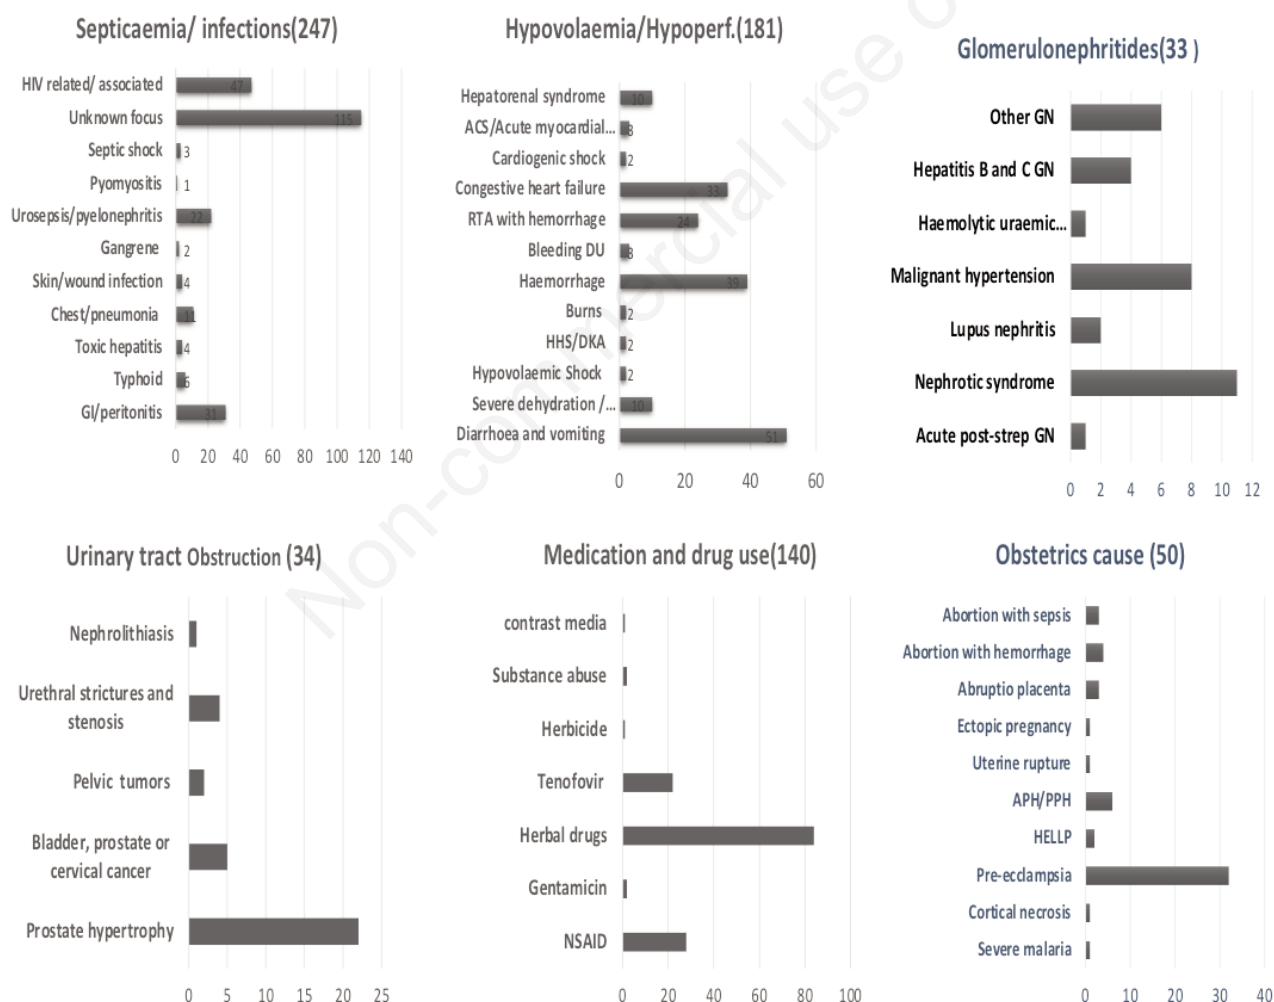 Septicaemia/ infections(247)
HIV related/ associated 47
Unknown focus 115
Septic shock 3
Pyomyositis 1
Urosepsis/pyelonephritis 22
Gangrene 2
Skin/wound infection 4
Chest/pneumonia 11
Toxic hepatitis 4
Typhoid 6
GI/peritonitis 31
0 20 40 60 80 100 120 140
Hypovolaemia/Hypoperf.(181)
Hepatorenal syndrome 10
ACS/Acute myocardial... 3
Cardiogenic shock 2
Congestive heart failure 33
RTA with hemorrhage 24
Bleeding DU 3
Haemorrhage 39
Burns 2
HHS/DKA 2
Hypovolaemic Shock 2
Severe dehydration /... 10
Diarrhoea and vomiting 51
0 20 40 60
Glomerulonephritides(33 )
Other GN
Hepatitis B and C GN
Haemolytic uraemic...
Malignant hypertension
Lupus nephritis
Nephrotic syndrome
Acute post-strep GN
0 2 4 6 8 10 12
Urinary tract Obstruction (34)
Nephrolithiasis
Urethral strictures and
stenosis
Pelvic tumors
Bladder, prostate or
cervical cancer
Prostate hypertrophy
0 5 10 15 20 25
Medication and drug use(140)
contrast media
Substance abuse
Herbicide
Tenofovir
Herbal drugs
Gentamicin
NSAID
0 20 40 60 80 100
Obstetrics cause (50)
Abortion with sepsis
Abortion with hemorrhage
Abruptio placenta
Ectopic pregnancy
Uterine rupture
APH/PPH
HELLP
Pre-ecclampsia
Cortical necrosis
Severe malaria
0 10 20 30 40
Non-commercial use